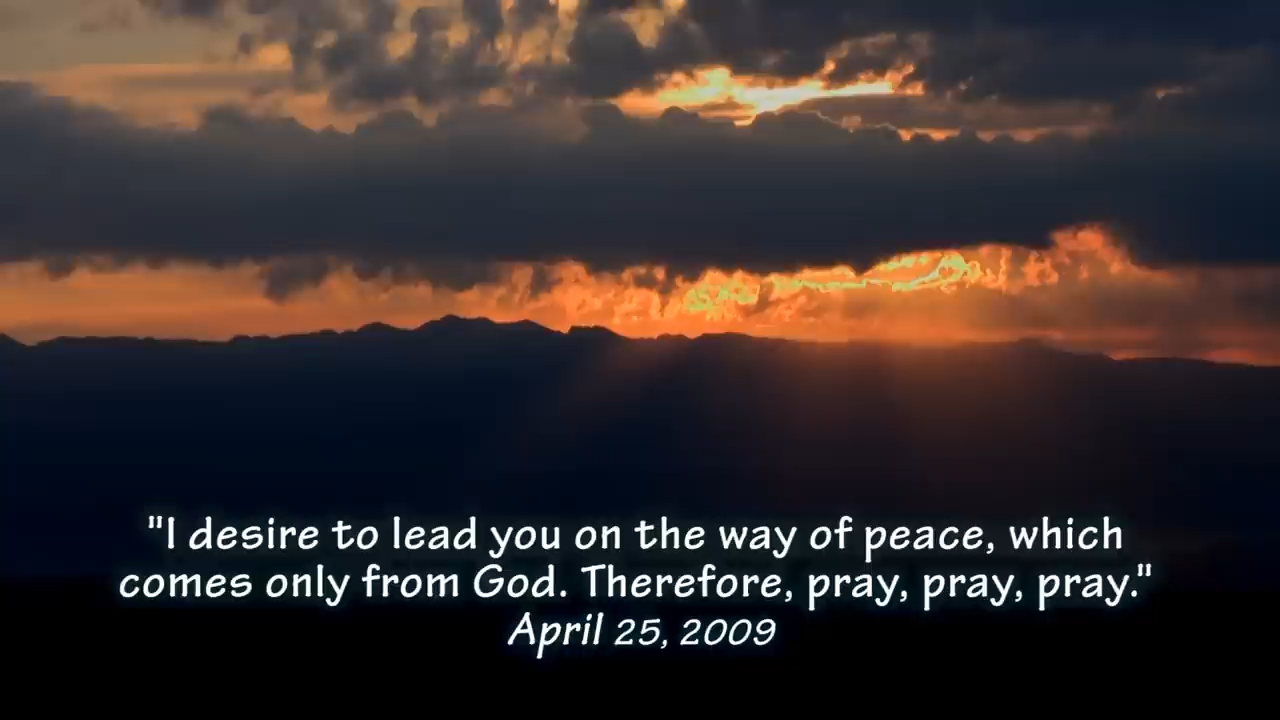 "I desire to lead you on the way of peace, which
comes only from God. Therefore, pray, pray, pray."
April 25, 2009